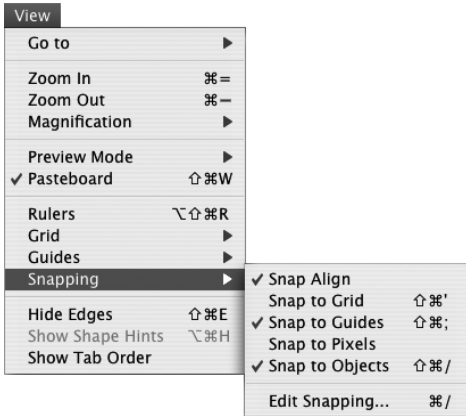 View
Go to ▶
Zoom In ⌘=
Zoom Out ⌘−
Magnification ▶
Preview Mode ▶
✓ Pasteboard ⇧⌘W
Rulers ⌥⇧⌘R
Grid ▶
Guides ▶
Snapping ▶
Hide Edges ⇧⌘E
Show Shape Hints ⌥⌘H
Show Tab Order
✓ Snap Align
Snap to Grid ⇧⌘'
✓ Snap to Guides ⇧⌘;
Snap to Pixels
✓ Snap to Objects ⇧⌘/
Edit Snapping... ⌘/